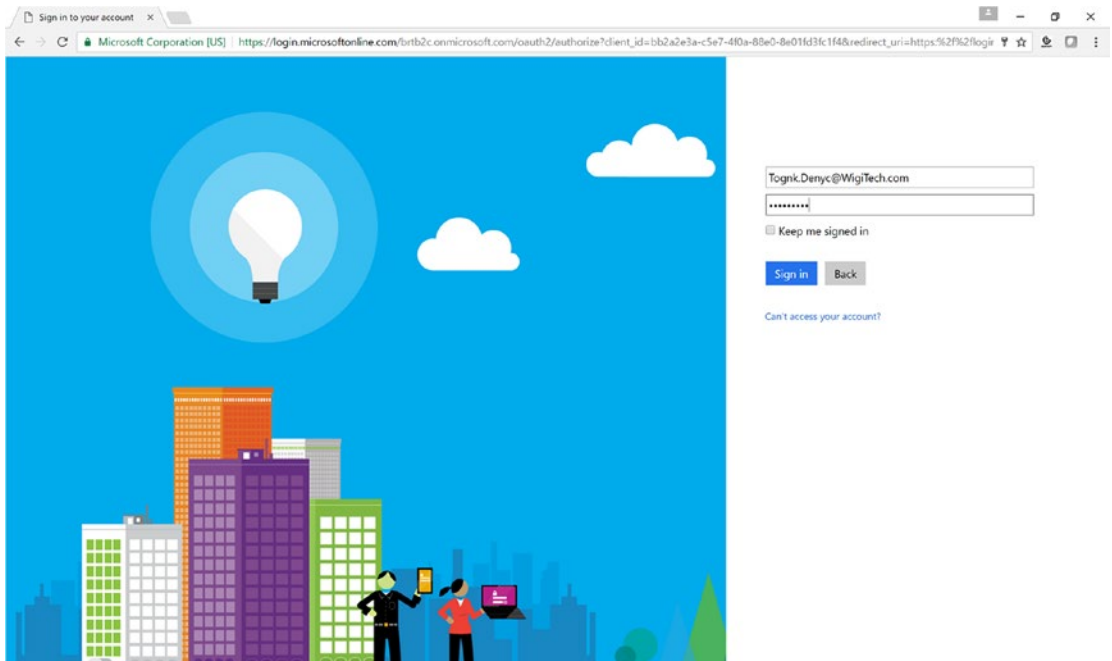 Sign in to your account
Microsoft Corporation [US] https://login.microsoftonline.com/brtb2c.onmicrosoft.com/oauth2/authorize?client_id=bb2a2e3a-c5e7-4f0a-88e0-8e01fd3fc1f4&redirect_uri=https:%2f%2flogir
Tognk.Denyc@WigiTech.com
Keep me signed in
Sign in Back
Can't access your account?